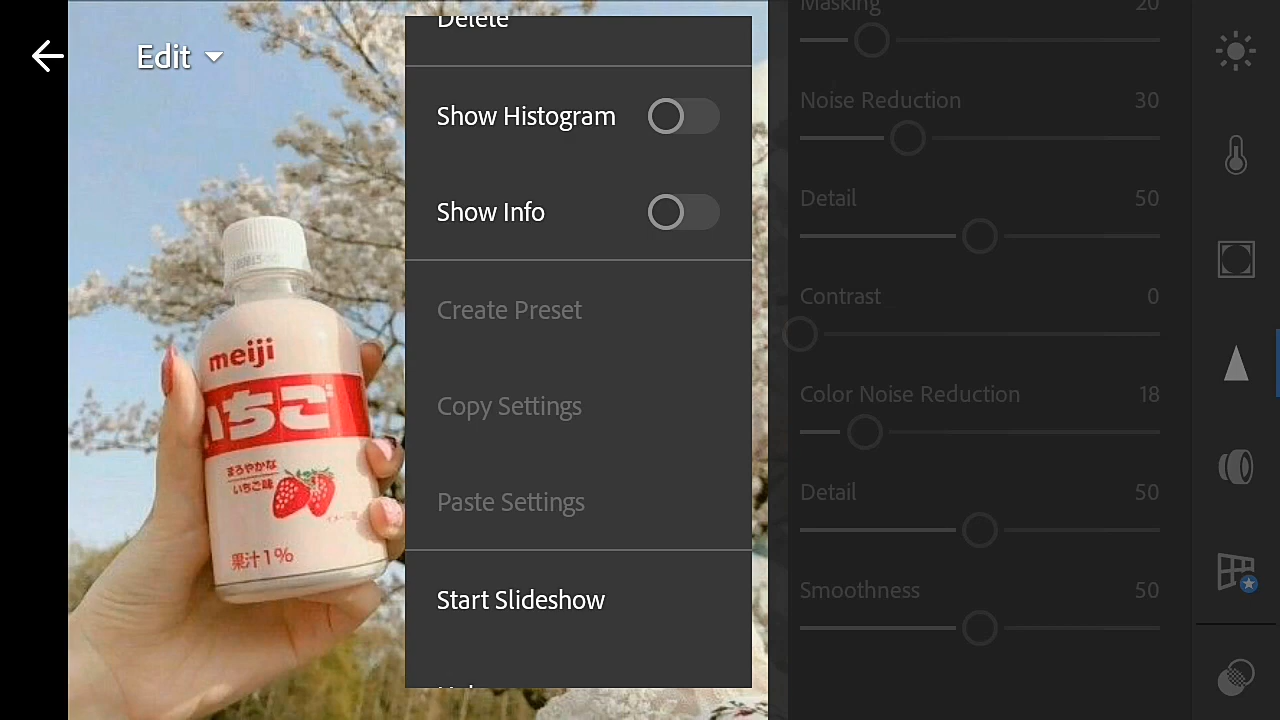 Edit
Delete
Show Histogram
Show Info
Create Preset
Copy Settings
Paste Settings
Start Slideshow
Masking 20
Noise Reduction 30
Detail 50
Contrast 0
Color Noise Reduction 18
Detail 50
Smoothness 50
meiji
いちご
まろやかな
いちご味
果汁1%